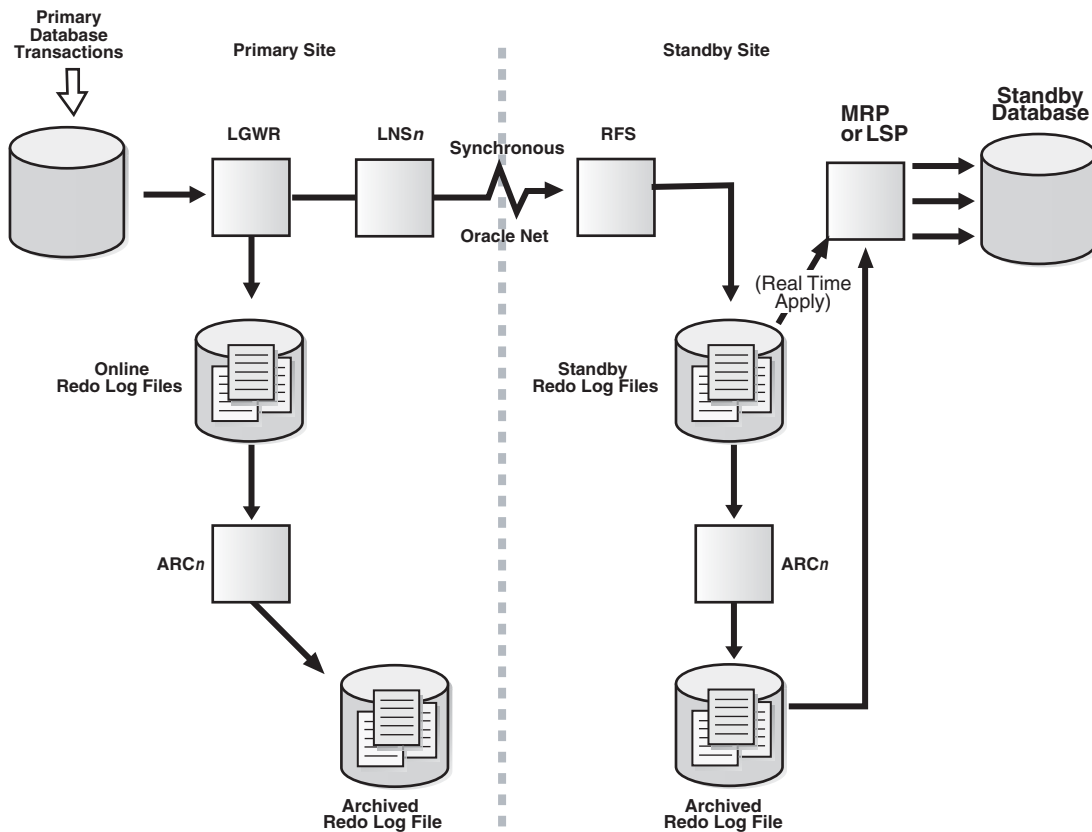 Primary
Database
Transactions
Primary Site
Standby Site
LGWR
LNSn
Synchronous
Oracle Net
RFS
MRP
or LSP
Standby
Database
(Real Time
Apply)
Online
Redo Log Files
Standby
Redo Log Files
ARCn
ARCn
Archived
Redo Log File
Archived
Redo Log File